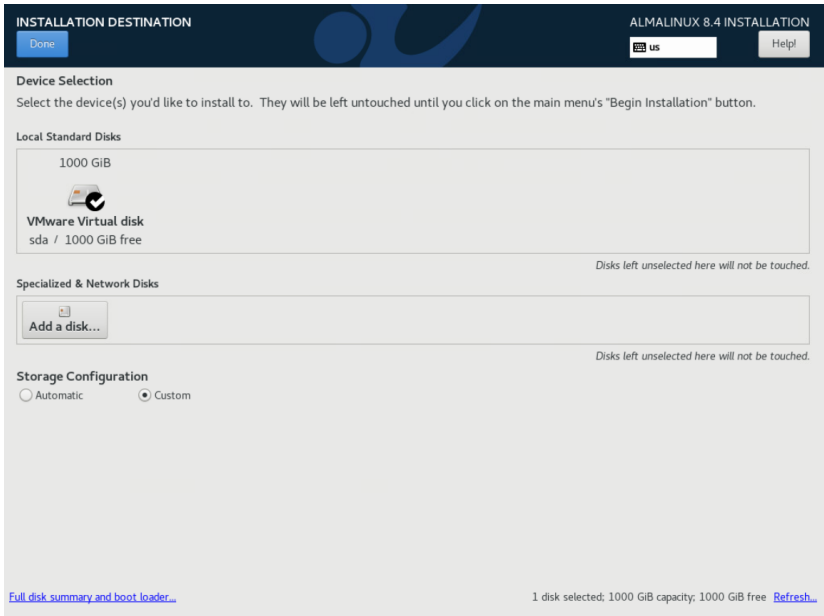 INSTALLATION DESTINATION
ALMALINUX 8.4 INSTALLATION
Done
us
Help!
Device Selection
Select the device(s) you'd like to install to. They will be left untouched until you click on the main menu's "Begin Installation" button.
Local Standard Disks
1000 GiB
VMware Virtual disk
sda / 1000 GiB free
Disks left unselected here will not be touched.
Specialized & Network Disks
Add a disk...
Disks left unselected here will not be touched.
Storage Configuration
Automatic
Custom
Full disk summary and boot loader...
1 disk selected; 1000 GiB capacity; 1000 GiB free Refresh...